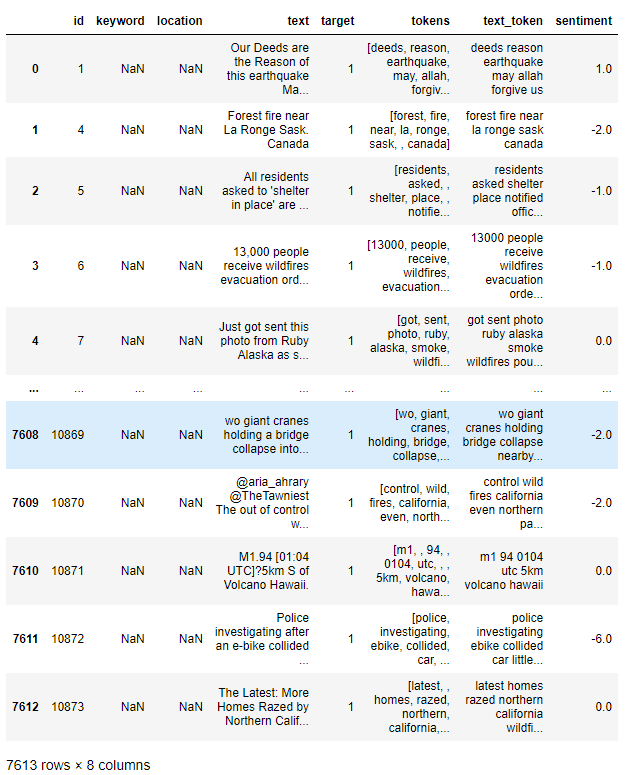 id keyword location text target tokens text_token sentiment
0 1 NaN NaN Our Deeds are the Reason of this earthquake Ma... 1 [deeds, reason, earthquake, may, allah, forgiv... deeds reason earthquake may allah forgive us 1.0
1 4 NaN NaN Forest fire near La Ronge Sask. Canada 1 [forest, fire, near, la, ronge, sask, , canada] forest fire near la ronge sask canada -2.0
2 5 NaN NaN All residents asked to 'shelter in place' are ... 1 [residents, asked, , shelter, place, , notifie... residents asked shelter place notified offic... -1.0
3 6 NaN NaN 13,000 people receive wildfires evacuation ord... 1 [13000, people, receive, wildfires, evacuation... 13000 people receive wildfires evacuation orde... -1.0
4 7 NaN NaN Just got sent this photo from Ruby Alaska as s... 1 [got, sent, photo, ruby, alaska, smoke, wildfi... got sent photo ruby alaska smoke wildfires pou... 0.0
... ... ... ... ... ... ... ... ...
7608 10869 NaN NaN wo giant cranes holding a bridge collapse into... 1 [wo, giant, cranes, holding, bridge, collapse,... wo giant cranes holding bridge collapse nearby... -2.0
7609 10870 NaN NaN @aria_ahrary @TheTawniest The out of control w... 1 [control, wild, fires, california, even, north... control wild fires california even northern pa... -2.0
7610 10871 NaN NaN M1.94 [01:04 UTC]?5km S of Volcano Hawaii. 1 [m1, , 94, , 0104, utc, , , 5km, volcano, hawa... m1 94 0104 utc 5km volcano hawaii 0.0
7611 10872 NaN NaN Police investigating after an e-bike collided ... 1 [police, investigating, ebike, collided, car, ... police investigating ebike collided car little... -6.0
7612 10873 NaN NaN The Latest: More Homes Razed by Northern Calif... 1 [latest, , homes, razed, northern, california,... latest homes razed northern california wildfi... 0.0
7613 rows × 8 columns